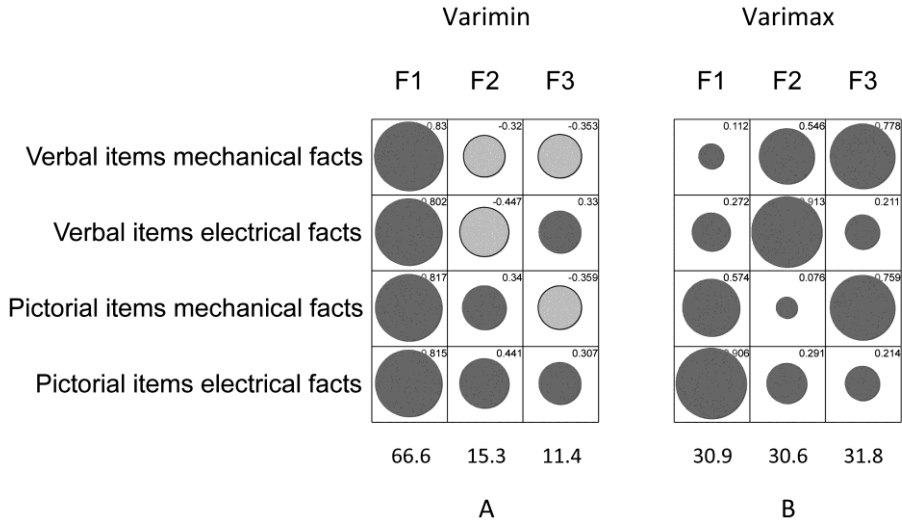 Varimin Varimax
F1 F2 F3 F1 F2 F3
Verbal items mechanical facts 0.83 -0.32 -0.353 0.112 0.546 0.778
Verbal items electrical facts 0.802 -0.447 0.33 0.272 0.913 0.211
Pictorial items mechanical facts 0.817 0.34 -0.359 0.574 0.076 0.759
Pictorial items electrical facts 0.815 0.441 0.307 0.906 0.291 0.214
66.6 15.3 11.4 30.9 30.6 31.8
A B